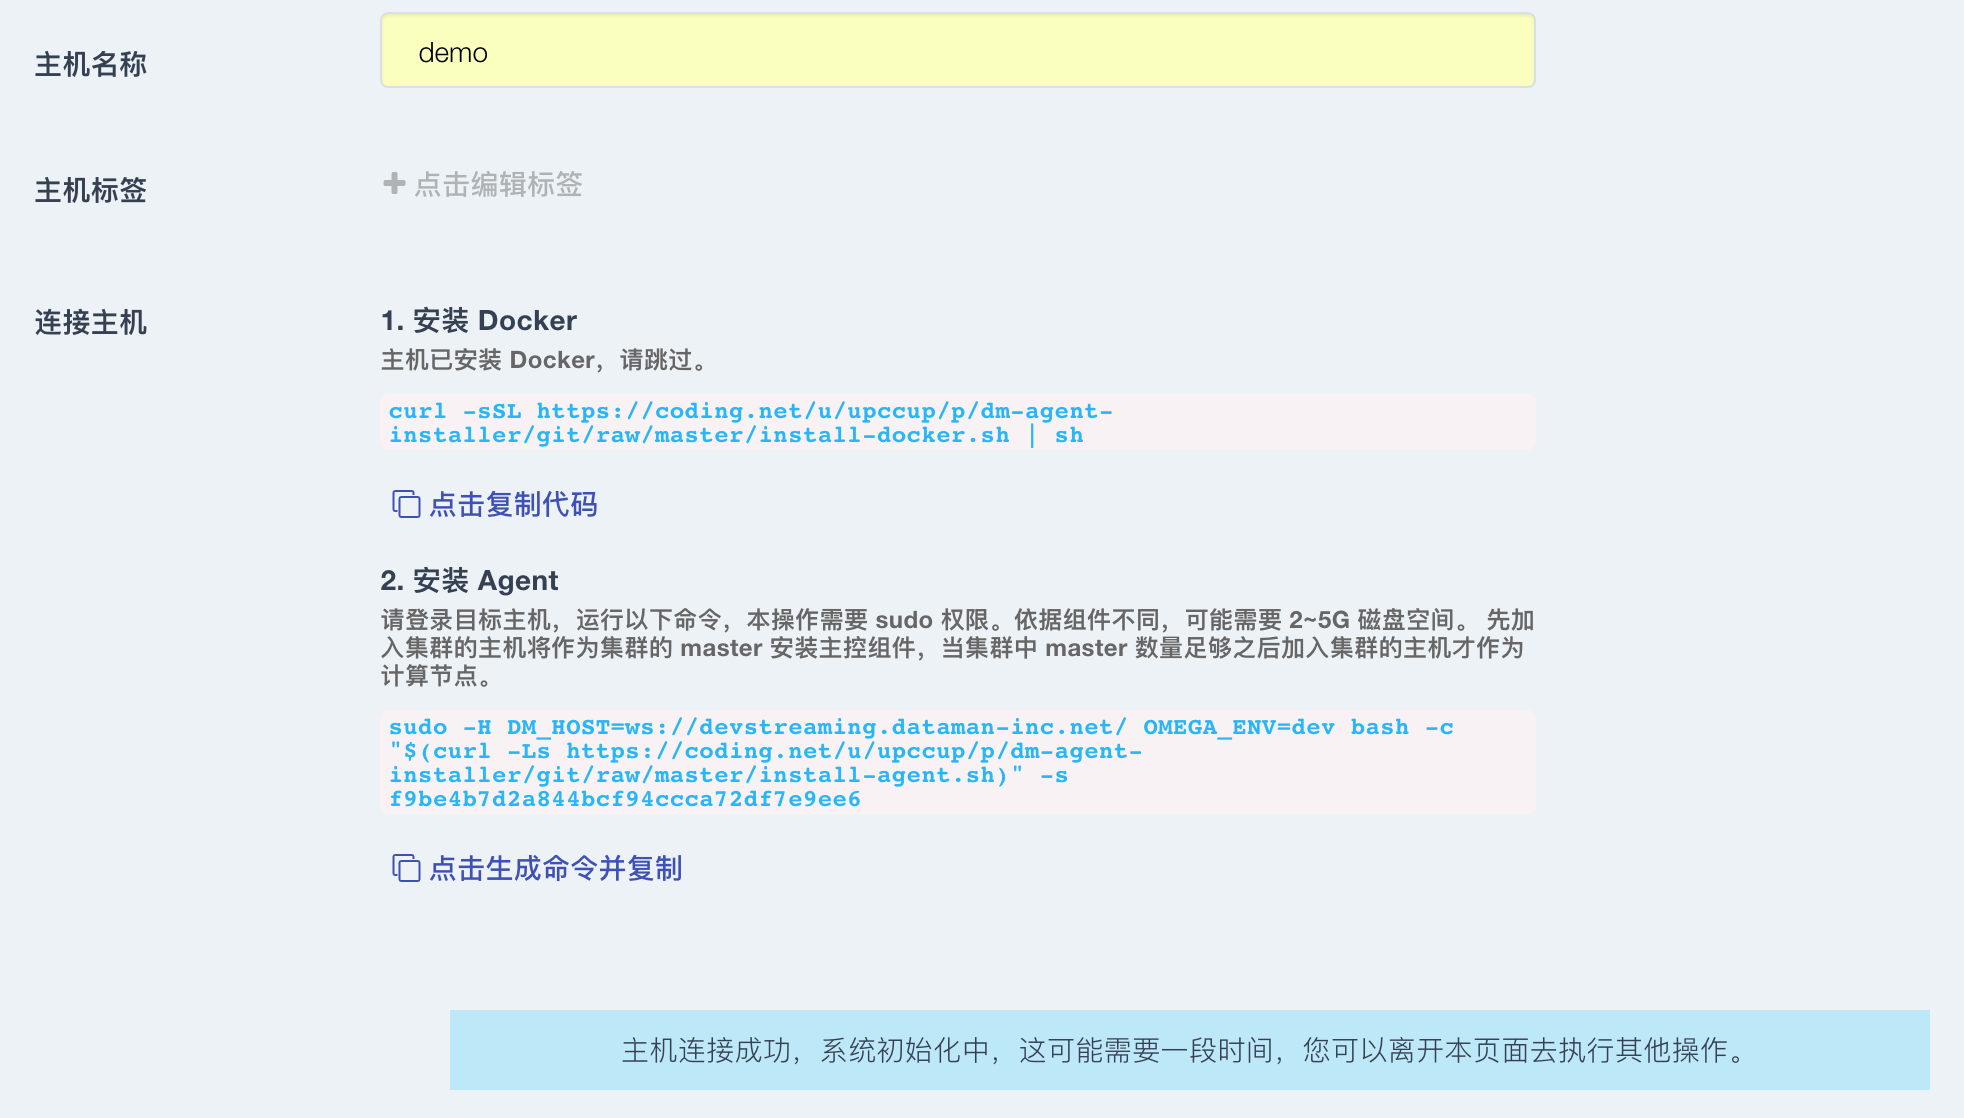 主机名称
demo
主机标签
点击编辑标签
连接主机
1. 安装 Docker
主机已安装 Docker，请跳过。
curl -sSL https://coding.net/u/upccup/p/dm-agent-
installer/git/raw/master/install-docker.sh | sh
点击复制代码
2. 安装 Agent
请登录目标主机，运行以下命令，本操作需要 sudo 权限。依据组件不同，可能需要 2~5G 磁盘空间。 先加
入集群的主机将作为集群的 master 安装主控组件，当集群中 master 数量足够之后加入集群的主机才作为
计算节点。
sudo -H DM_HOST=ws://devstreaming.dataman-inc.net/ OMEGA_ENV=dev bash -c
"$(curl -Ls https://coding.net/u/upccup/p/dm-agent-
installer/git/raw/master/install-agent.sh)" -s
f9be4b7d2a844bcf94ccca72df7e9ee6
点击生成命令并复制
主机连接成功，系统初始化中，这可能需要一段时间，您可以离开本页面去执行其他操作。